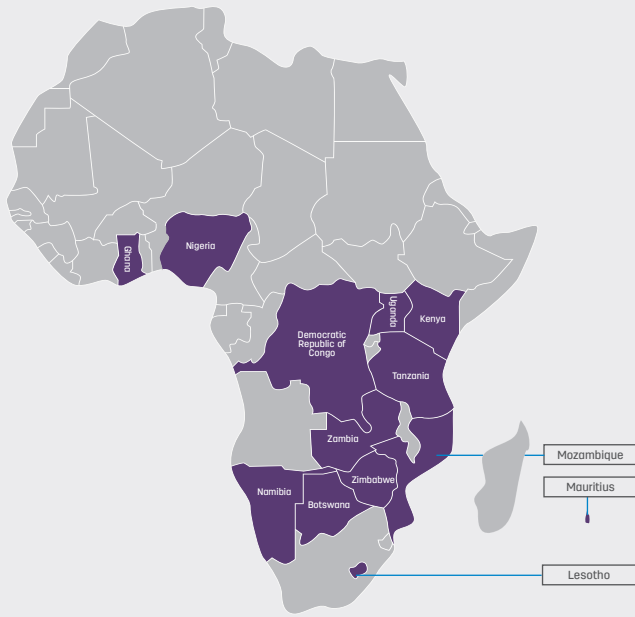 Ghana
Nigeria
Democratic
Republic of
Congo
Uganda
Kenya
Tanzania
Zambia
Mozambique
Zimbabwe
Mauritius
Namibia
Botswana
Lesotho